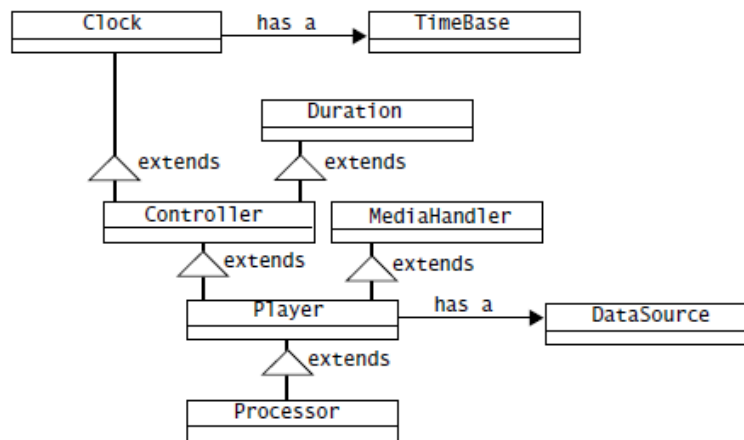 Clock
has a
TimeBase
Duration
extends
extends
Controller
MediaHandler
extends
extends
Player
has a
DataSource
extends
Processor